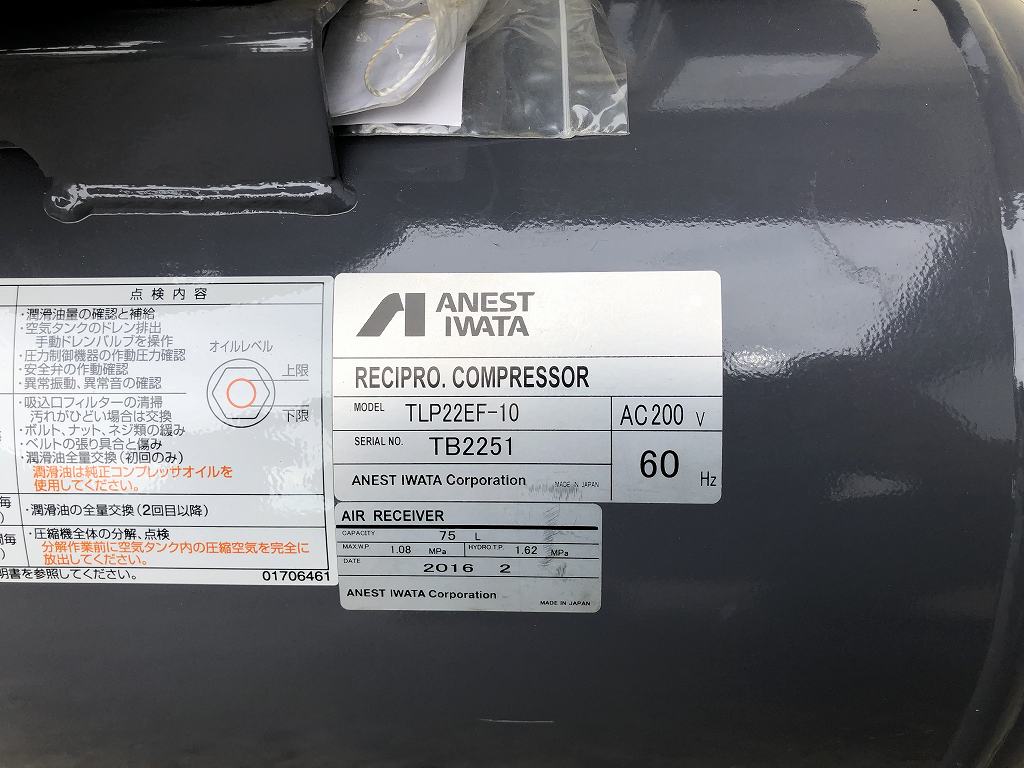 点検内容
・潤滑油量の確認と補給
・空気タンクのドレン排出
手動ドレンバルブを操作
・圧力制御機器の作動圧力確認
・安全弁の作動確認
・異常振動、異常音の確認
オイルレベル
上限
下限
・吸込口フィルターの清掃
汚れがひどい場合は交換
・ボルト、ナット、ネジ類の緩み
・ベルトの張り具合と傷み
・潤滑油全量交換(初回のみ)
潤滑油は純正コンプレッサオイルを
使用してください。
毎
・潤滑油の全量交換(2回目以降)
毎
・圧縮機全体の分解、点検
分解作業前に空気タンク内の圧縮空気を完全に
放出してください。
明書を参照してください。
01706461
ANEST
IWATA
RECIPRO. COMPRESSOR
MODEL TLP22EF-10
AC200 V
SERIAL NO. TB2251
60 Hz
ANEST IWATA Corporation MADE IN JAPAN
AIR RECEIVER
CAPACITY 75 L
MAX.W.P. 1.08 MPa HYDRO.T.P. 1.62 MPa
DATE 2016 2
ANEST IWATA Corporation
MADE IN JAPAN